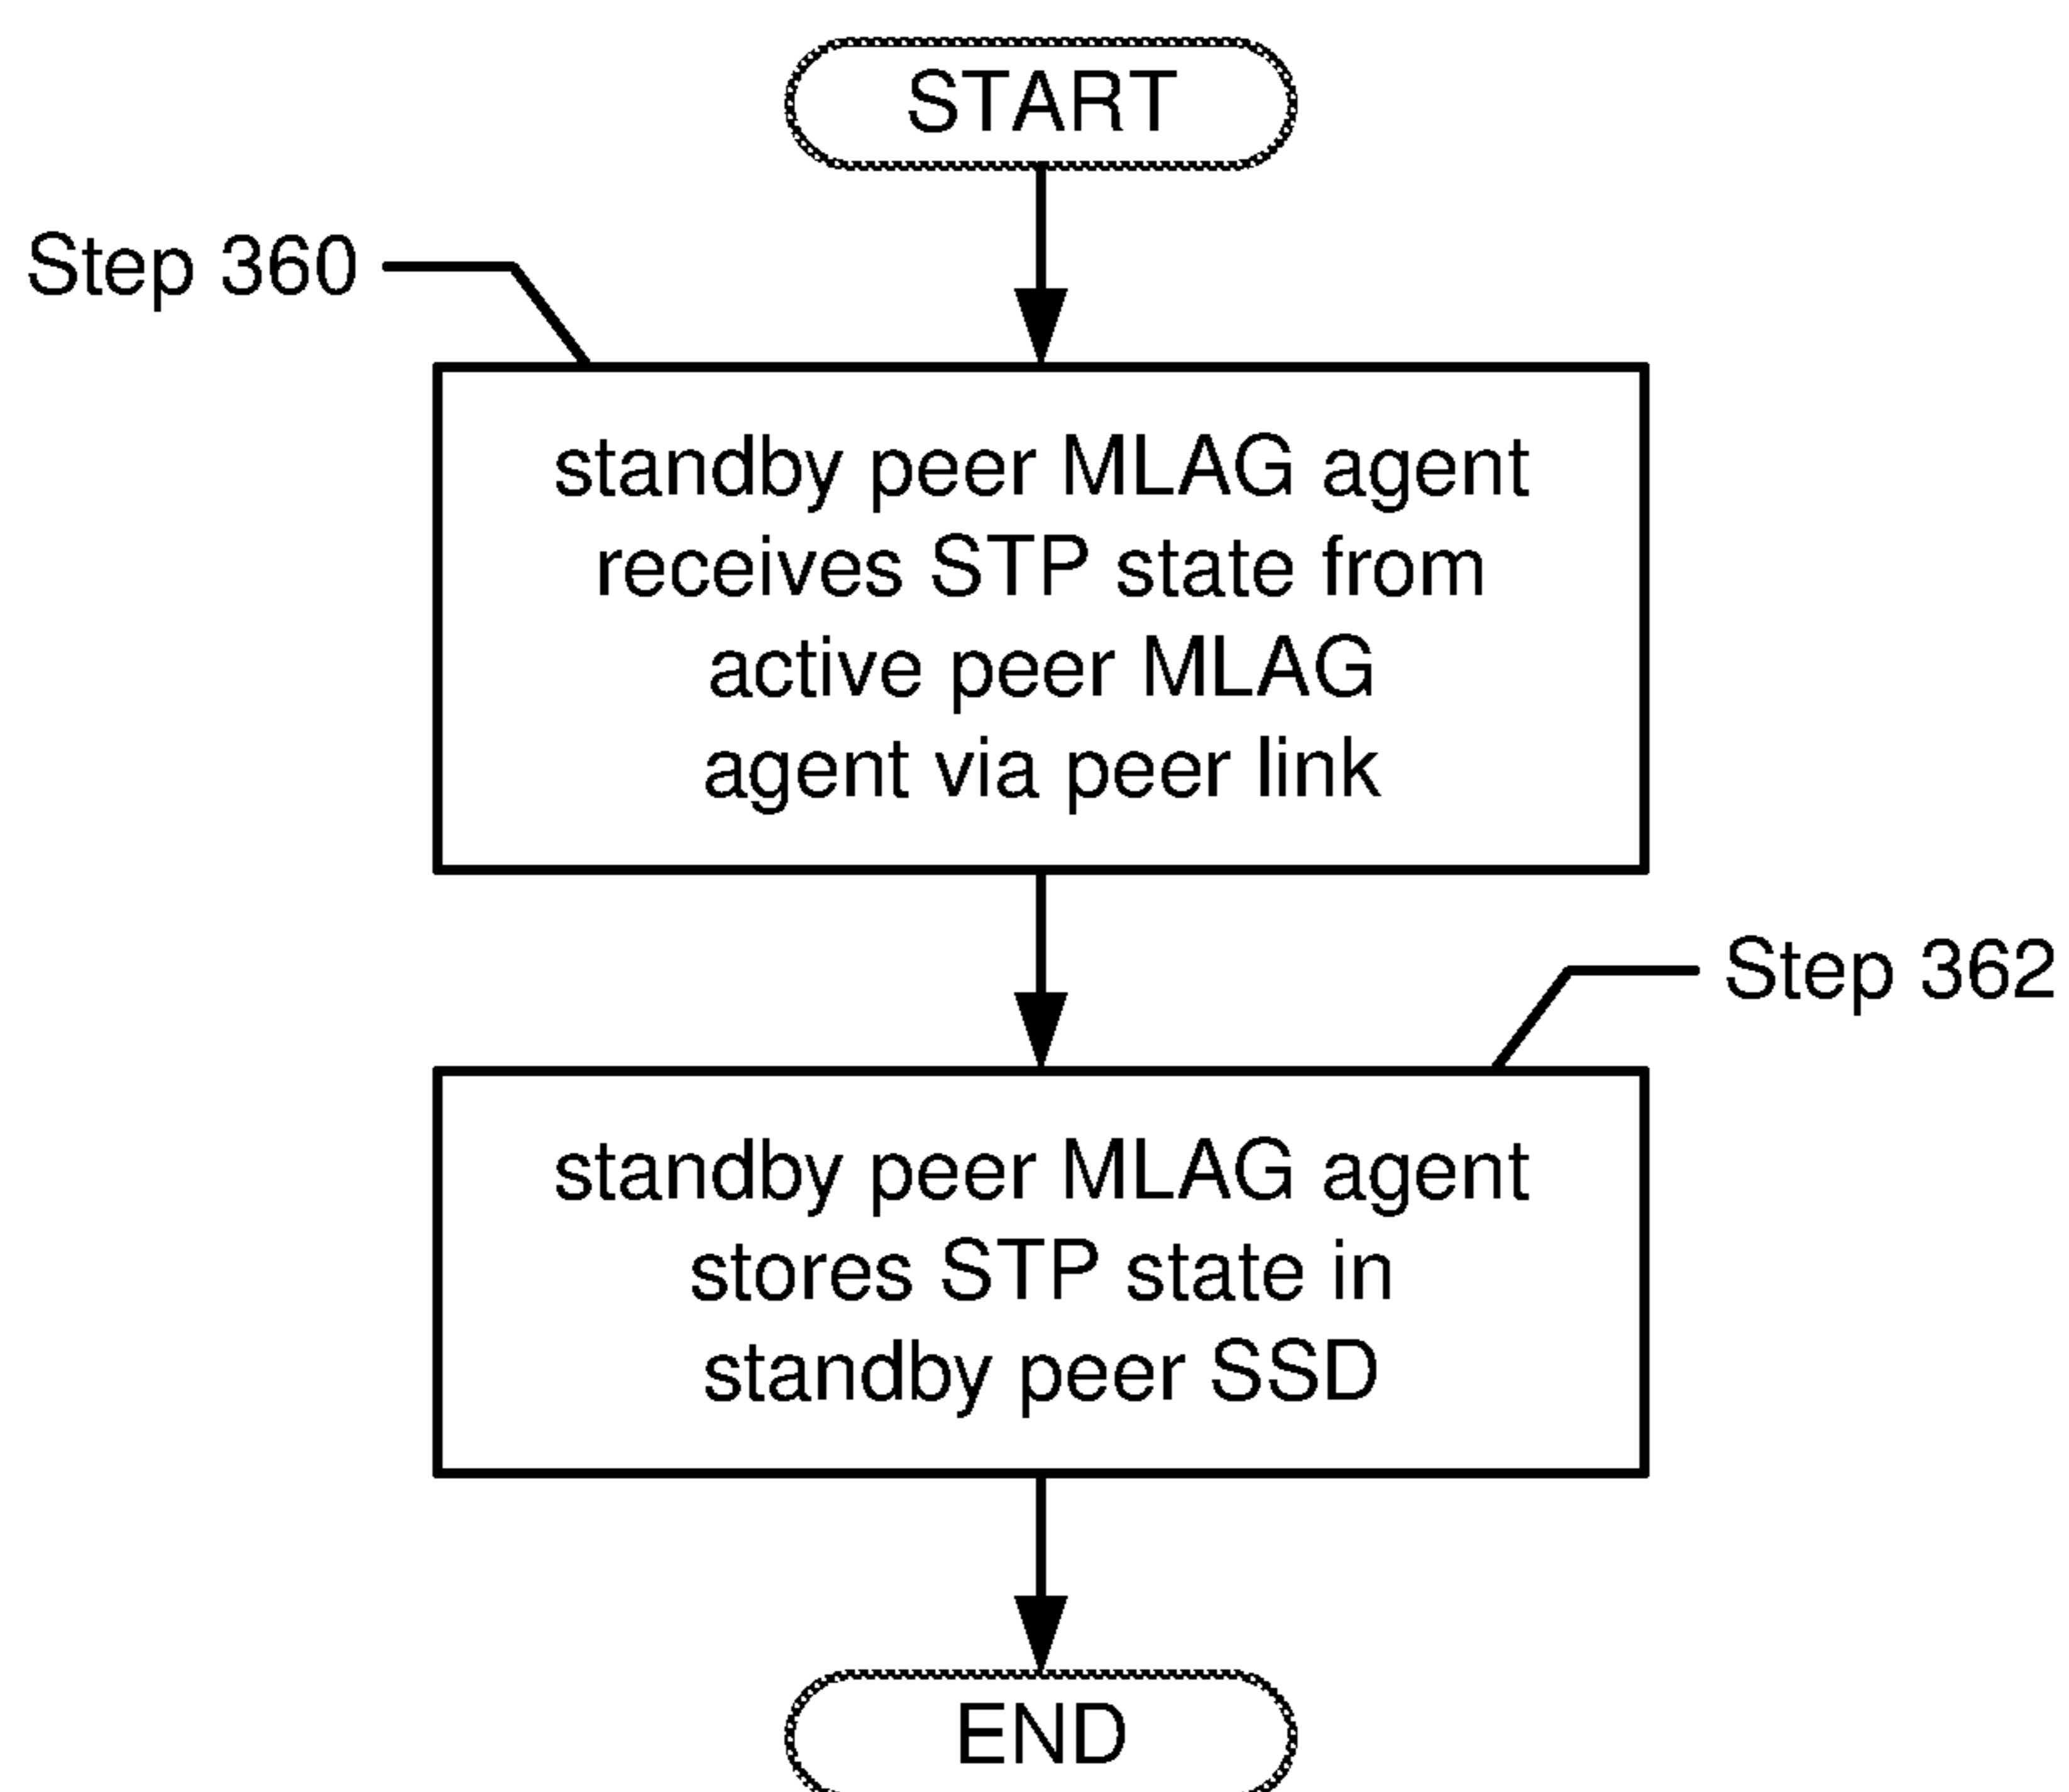 START
Step 360
standby peer MLAG agent
receives STP state from
active peer MLAG
agent via peer link
Step 362
standby peer MLAG agent
stores STP state in
standby peer SSD
END